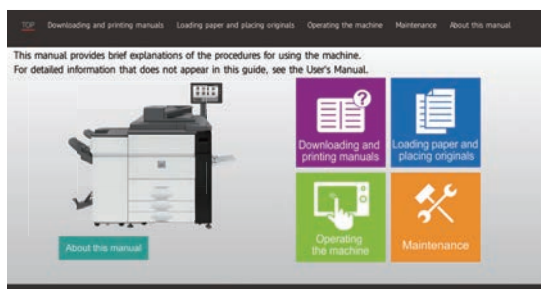 TOP Downloading and printing manuals Loading paper and placing originals Operating the machine Maintenance About this manual
This manual provides brief explanations of the procedures for using the machine.
For detailed information that does not appear in this guide, see the User's Manual.
?
Downloading and
printing manuals
Loading paper and
placing originals
Operating
the machine
Maintenance
About this manual